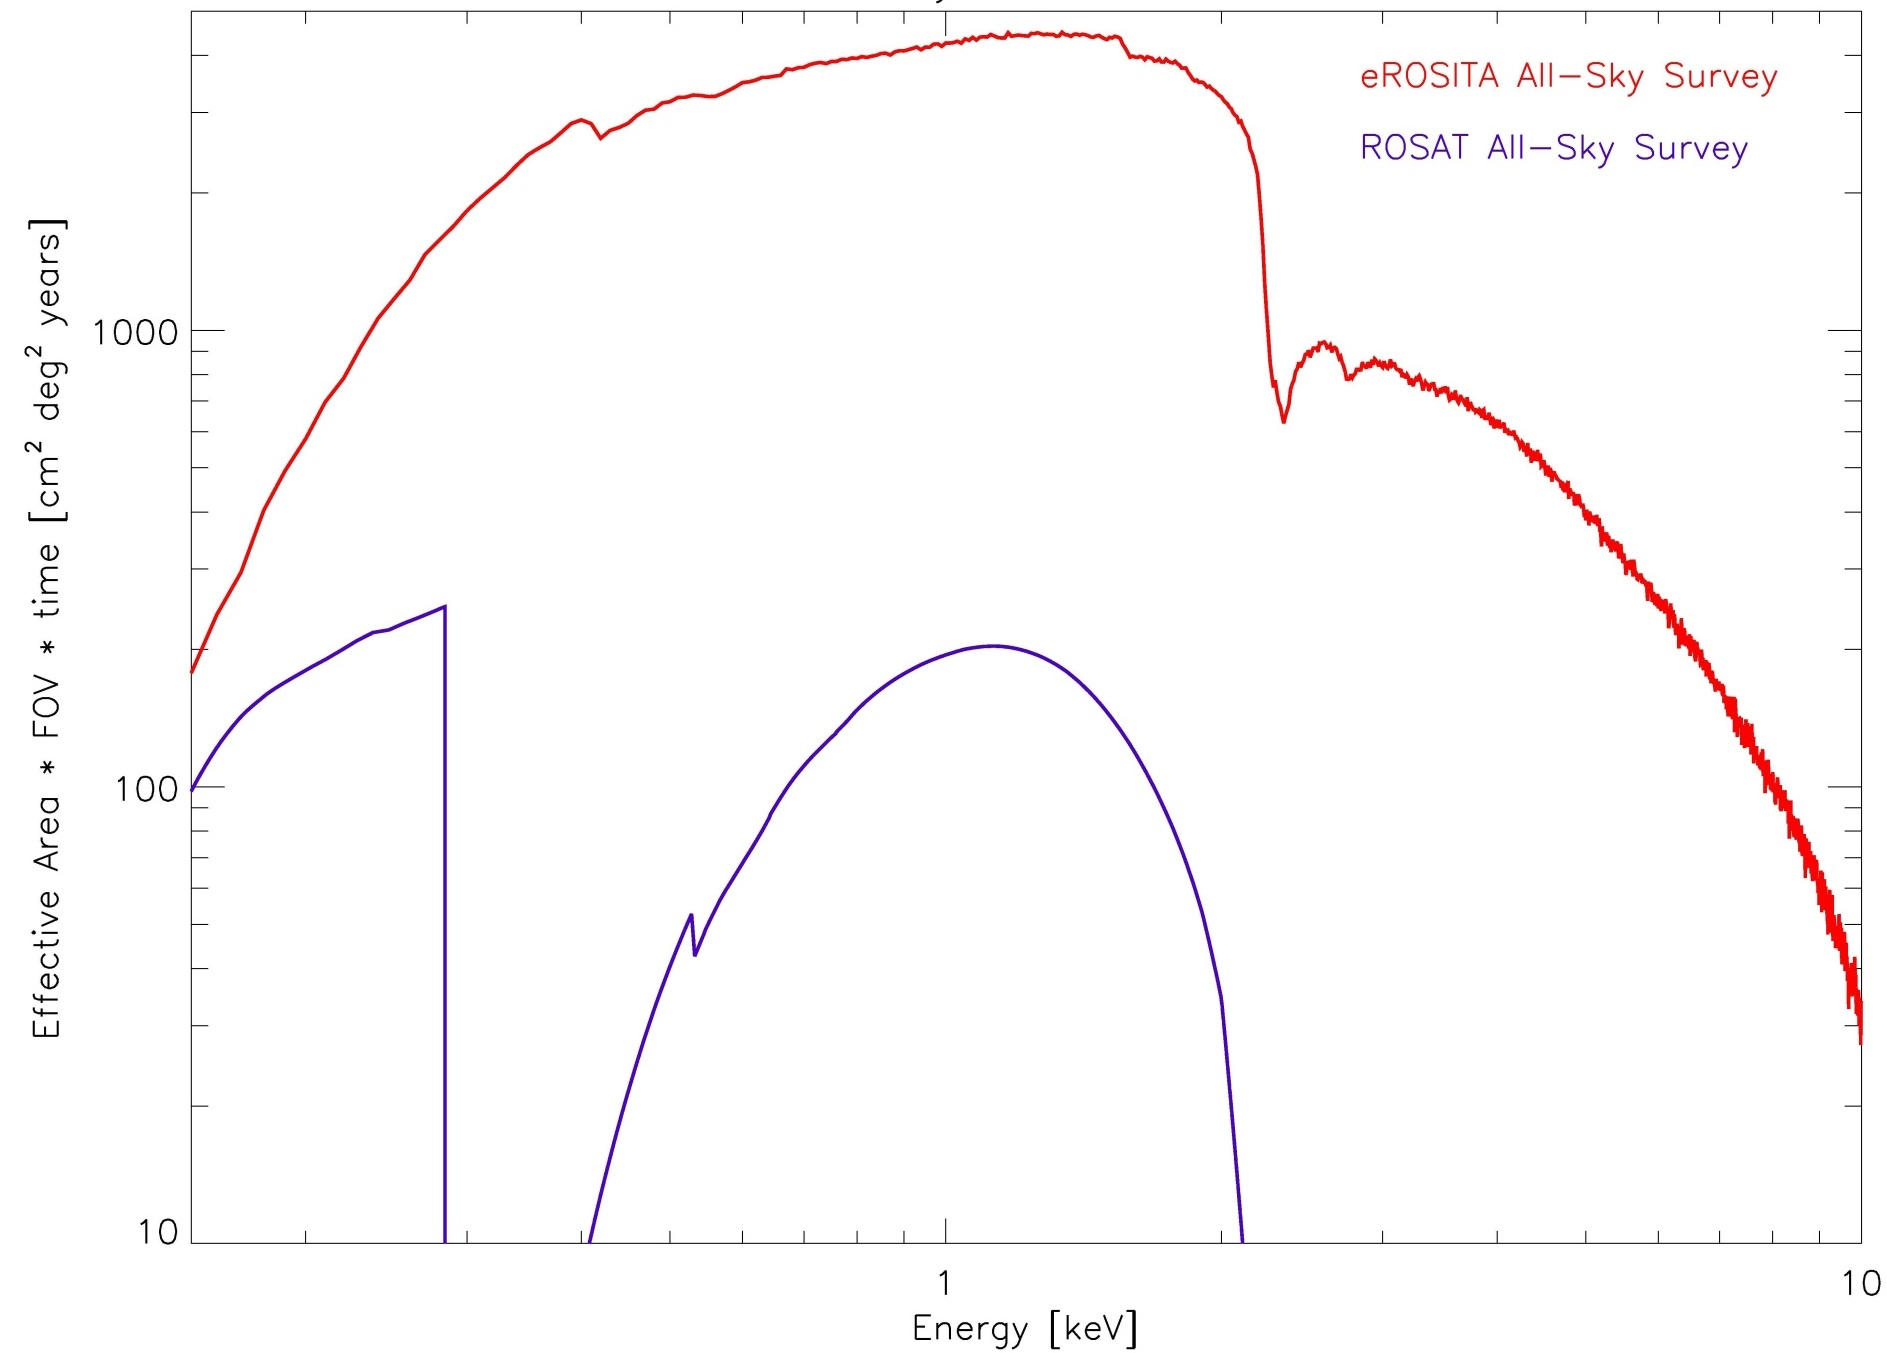 eROSITA All-Sky Survey
ROSAT All-Sky Survey
Effective Area * FOV * time [cm² deg² years]
1000
100
10
1
10
Energy [keV]